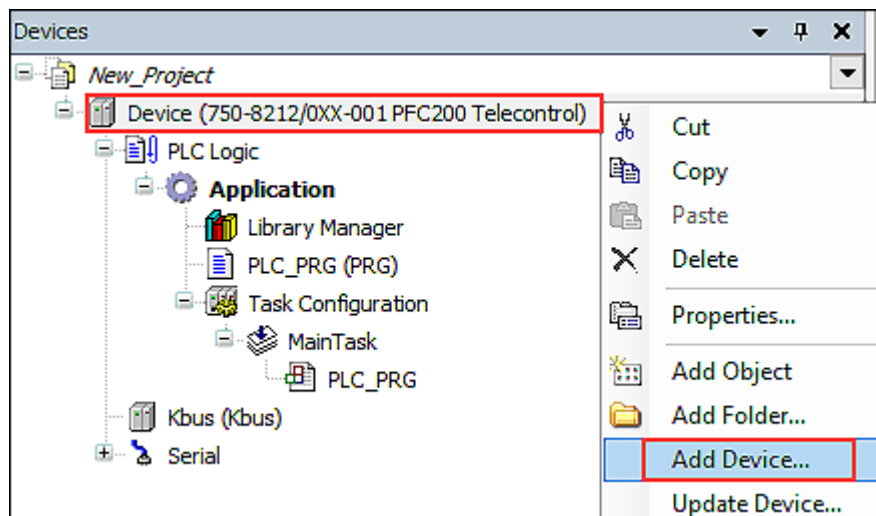 Devices
New_Project
Device (750-8212/0XX-001 PFC200 Telecontrol)
PLC Logic
Application
Library Manager
PLC_PRG (PRG)
Task Configuration
MainTask
PLC_PRG
Kbus (Kbus)
Serial
Cut
Copy
Paste
Delete
Properties...
Add Object
Add Folder...
Add Device...
Update Device...